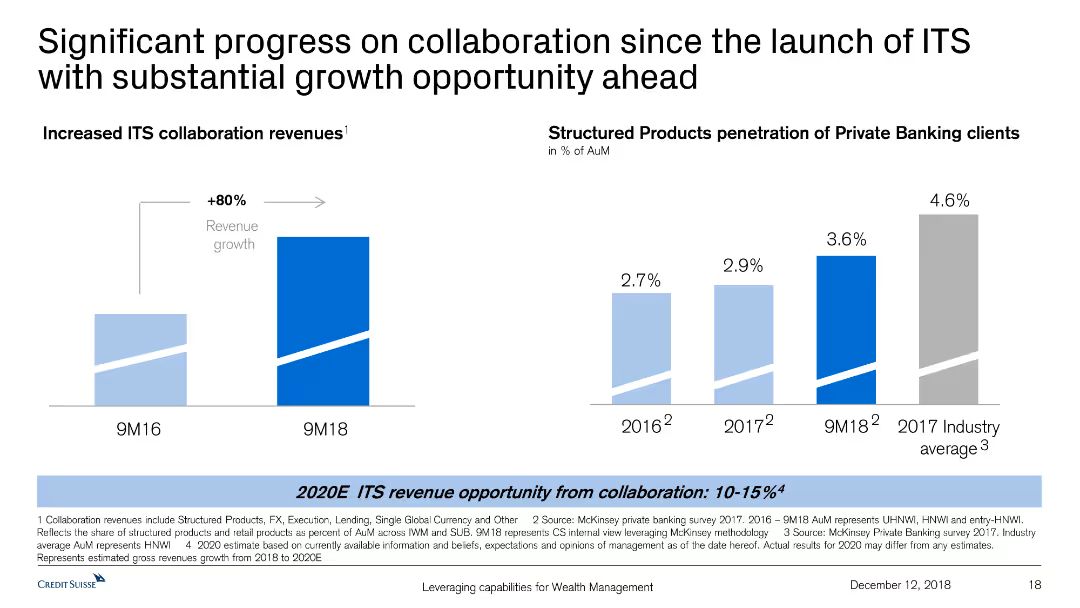 Significant progress on collaboration since the launch of ITS
with substantial growth opportunity ahead
Increased ITS collaboration revenues1
+80%
Revenue
growth
9M16
9M18
Structured Products penetration of Private Banking clients
in % of AuM
2.7%
2.9%
3.6%
4.6%
2016 2
2017 2
9M18 2
2017 Industry
average 3
2020E ITS revenue opportunity from collaboration: 10-15%4
1 Collaboration revenues include Structured Products, FX, Execution, Lending, Single Global Currency and Other 2 Source: McKinsey private banking survey 2017. 2016 – 9M18 AuM represents UHNWI, HNWI and entry-HNWI.
Reflects the share of structured products and retail products as percent of AuM across IWM and SUB. 9M18 represents CS internal view leveraging McKinsey methodology 3 Source: McKinsey Private Banking survey 2017. Industry
average AuM represents HNWI 4 2020 estimate based on currently available information and beliefs, expectations and opinions of management as of the date hereof. Actual results for 2020 may differ from any estimates.
Represents estimated gross revenues growth from 2018 to 2020E
CREDIT SUISSE
Leveraging capabilities for Wealth Management
December 12, 2018
18